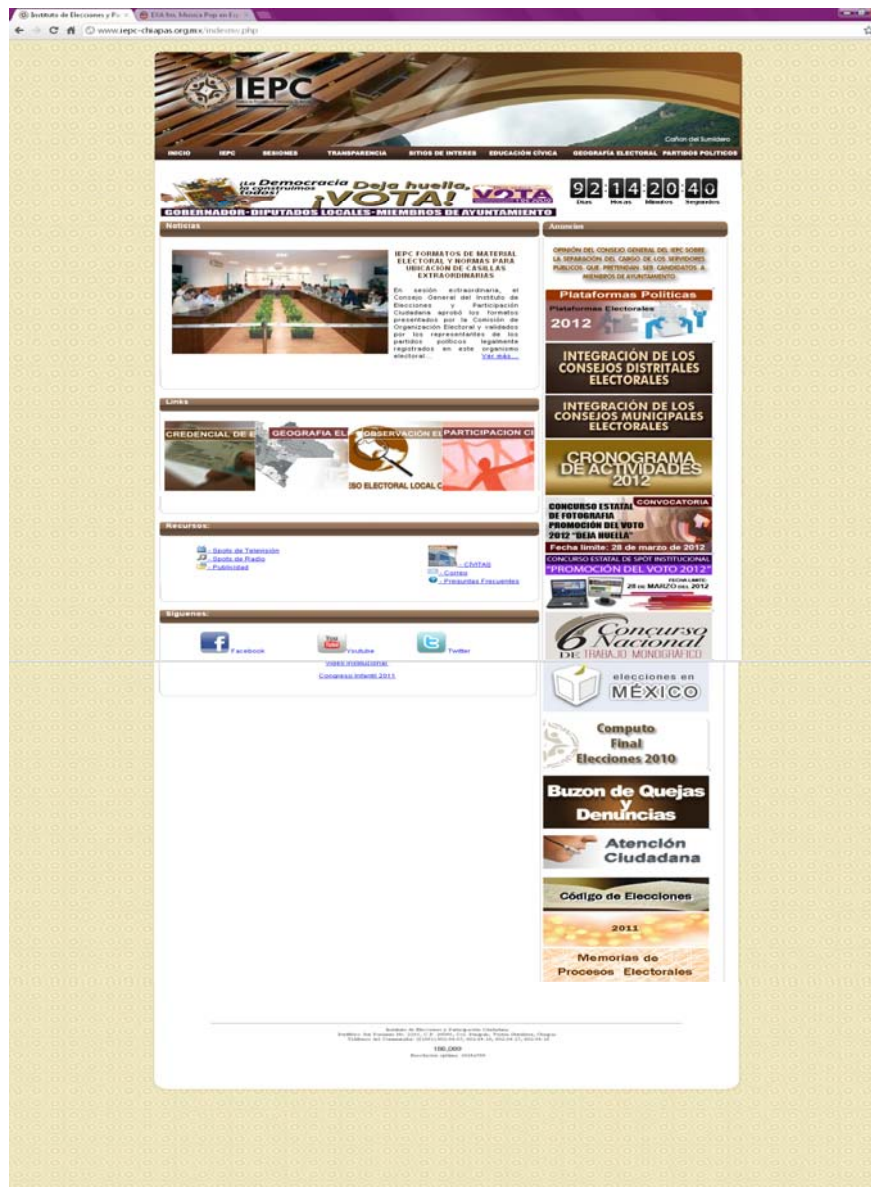 Instituto de Elecciones y Pa
www.iepc-chiapas.org.mx/indexmo.php
IEPC
Cañon del Sumidero
INICIO IEPC SESIONES TRANSPARENCIA SITIOS DE INTERES EDUCACIÓN CÍVICA GEOGRAFÍA ELECTORAL PARTIDOS POLITICOS
¡La Democracia la construimos todos!
Deja huella,
¡VOTA!
VOTA
GOBERNADOR-DIPUTADOS LOCALES-MIEMBROS DE AYUNTAMIENTO
92:14:20:40
Días Horas Minutos Segundos
Noticias
IEPC FORMATOS DE MATERIAL
ELECTORAL Y NORMAS PARA
UBICACIÓN DE CASILLAS
EXTRAORDINARIAS
En sesión extraordinaria, el
Consejo General del Instituto de
Elecciones y Participación
Ciudadana aprobó los formatos
presentados por la Comisión de
Organización Electoral y validados
por los representantes de los
partidos políticos legalmente
registrados en este organismo
electoral... Ver más...
Links
CREDENCIAL DE E
GEOGRAFIA EL
OBSERVACIÓN EL
SO ELECTORAL LOCAL C
PARTICIPACION CI
Recursos:
- Spots de Televisión
- Spots de Radio
- Publicidad
- CIVITAS
- Correo
- Preguntas Frecuentes
Siguenos:
Facebook
You Tube
Youtube
Twitter
Video Institucional
Congreso Infantil 2011
Anuncios
OPINIÓN DEL CONSEJO GENERAL DEL IEPC SOBRE
LA SEPARACIÓN DEL CARGO DE LOS SERVIDORES
PUBLICOS QUE PRETENDAN SER CANDIDATOS A
MIEMBROS DE AYUNTAMIENTO
Plataformas Políticas
Plataformas Electorales
2012
INTEGRACIÓN DE LOS
CONSEJOS DISTRITALES
ELECTORALES
INTEGRACIÓN DE LOS
CONSEJOS MUNICIPALES
ELECTORALES
CRONOGRAMA
DE ACTIVIDADES
2012
CONVOCATORIA
CONCURSO ESTATAL
DE FOTOGRAFIA
PROMOCIÓN DEL VOTO
2012 "DEJA HUELLA"
Fecha limite: 28 de marzo de 2012
CONCURSO ESTATAL DE SPOT INSTITUCIONAL
"PROMOCIÓN DEL VOTO 2012"
FECHA LIMITE:
28 DE MARZO DEL 2012
6 Concurso
Nacional
DE TRABAJO MONOGRÁFICO
elecciones en
MÉXICO
Computo
Final
Elecciones 2010
Buzon de Quejas
y
Denuncias
Atención
Ciudadana
Código de Elecciones
2011
Memorias de
Procesos Electorales
Instituto de Elecciones y Participación Ciudadana